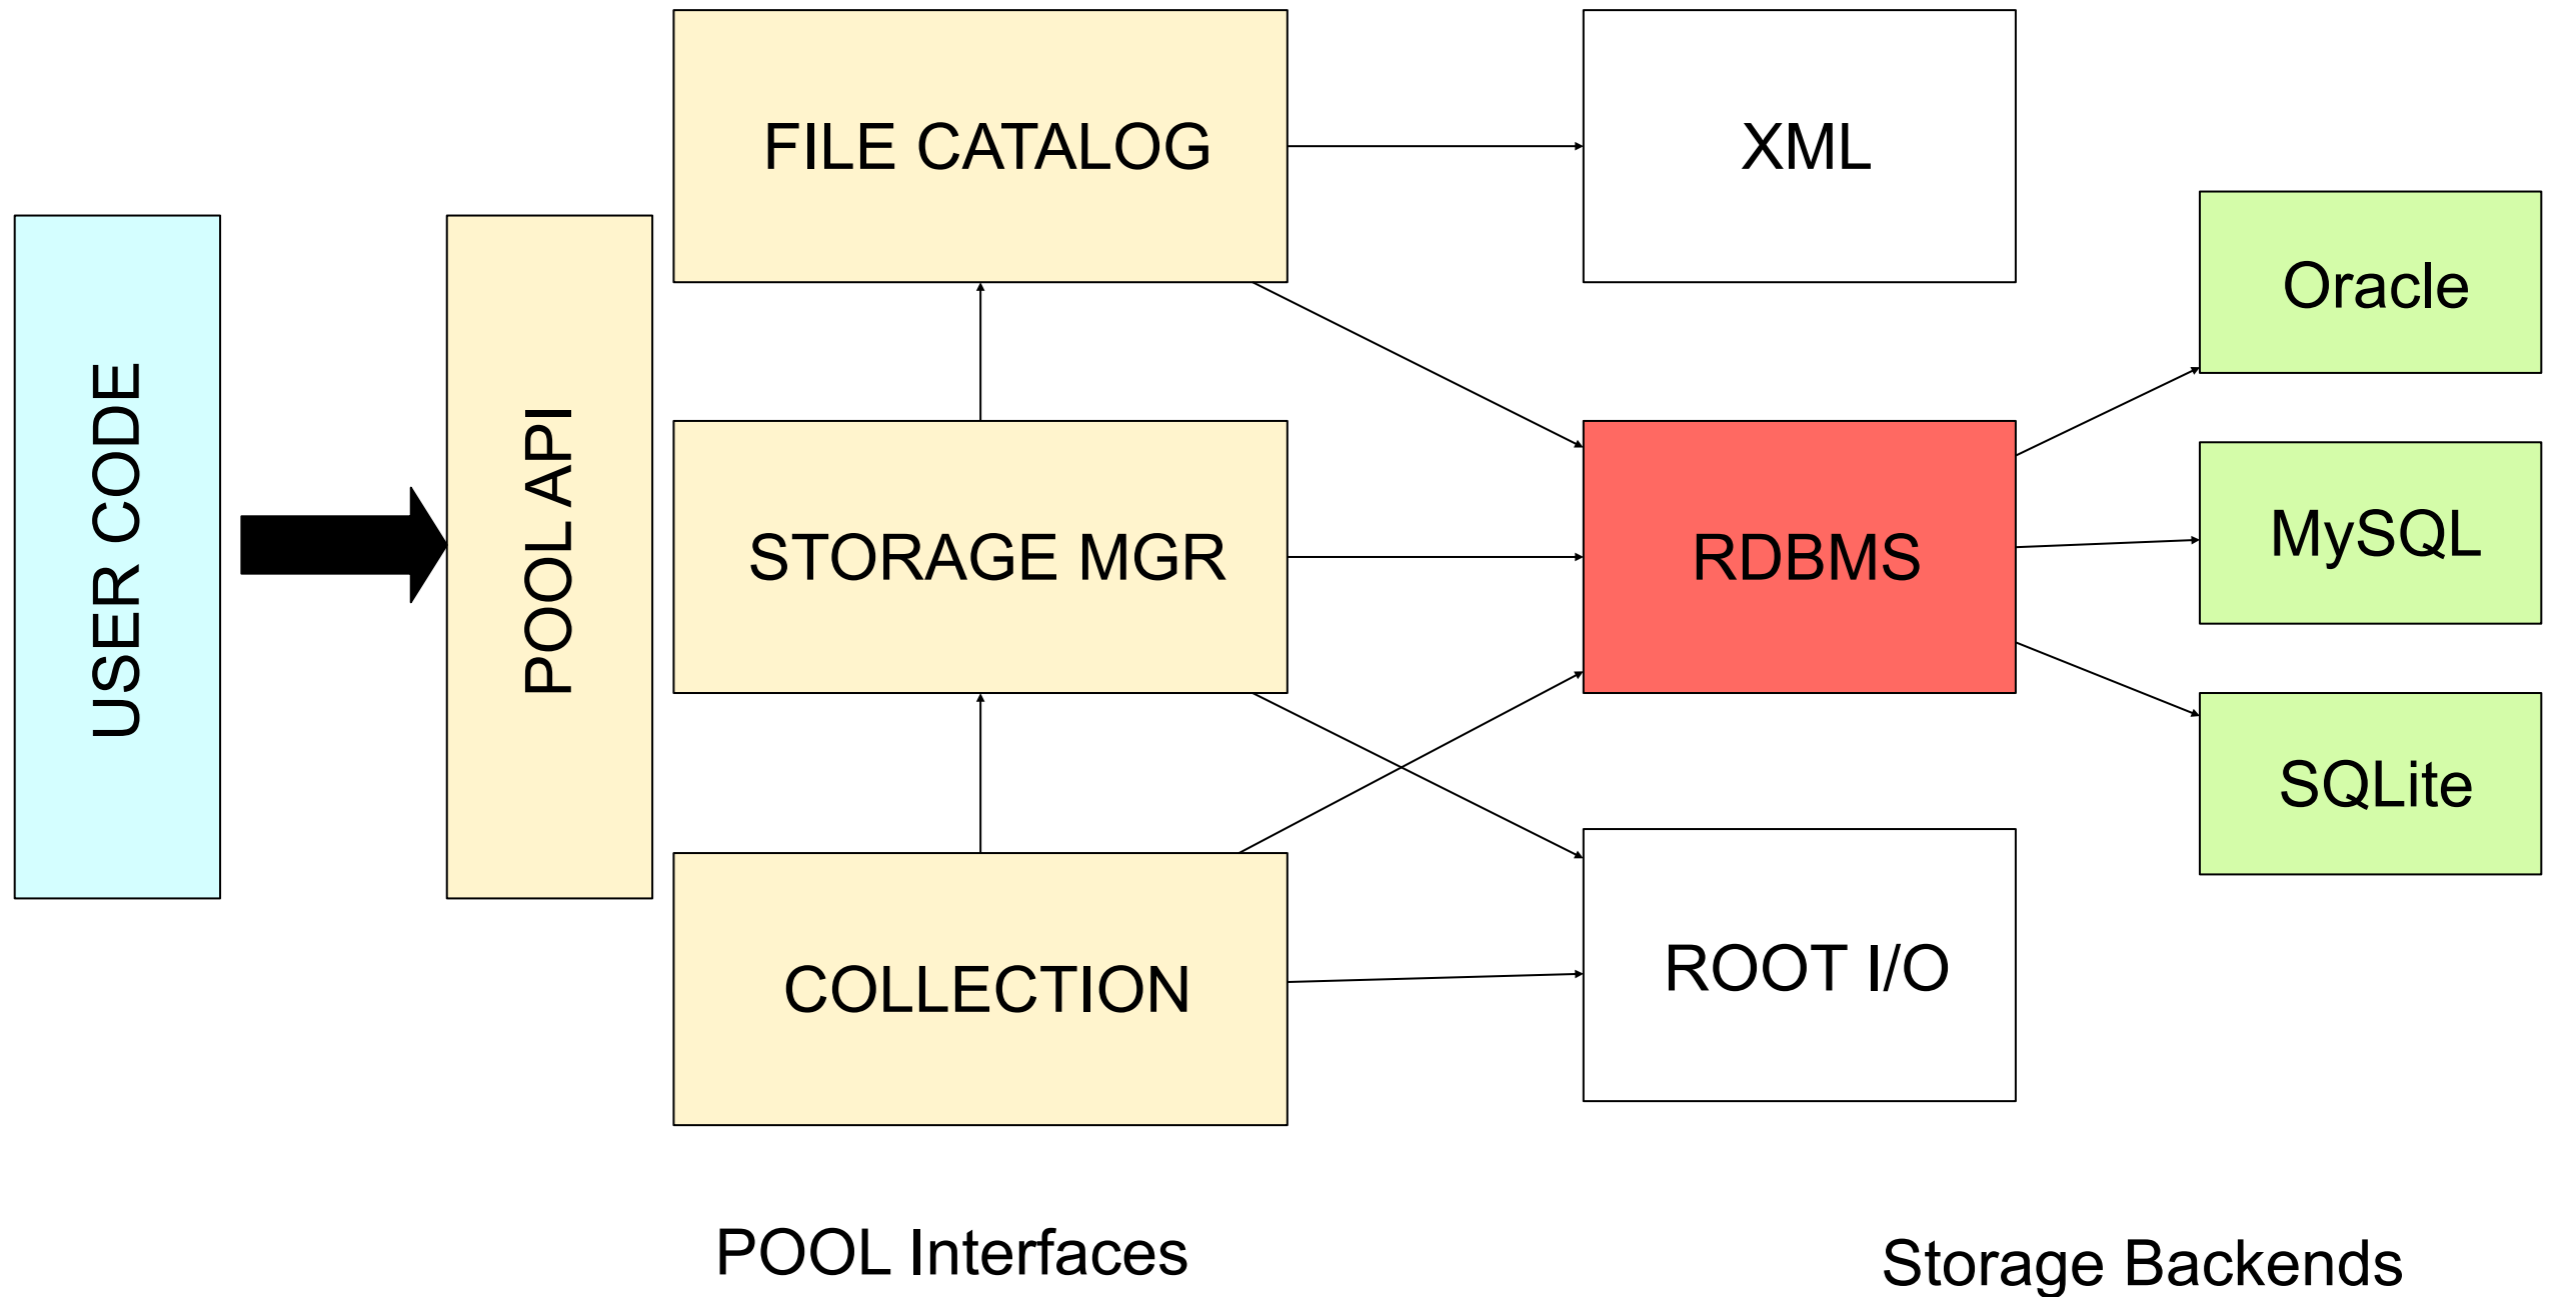 USER CODE
POOL API
FILE CATALOG
STORAGE MGR
COLLECTION
XML
RDBMS
ROOT I/O
Oracle
MySQL
SQLite
POOL Interfaces
Storage Backends